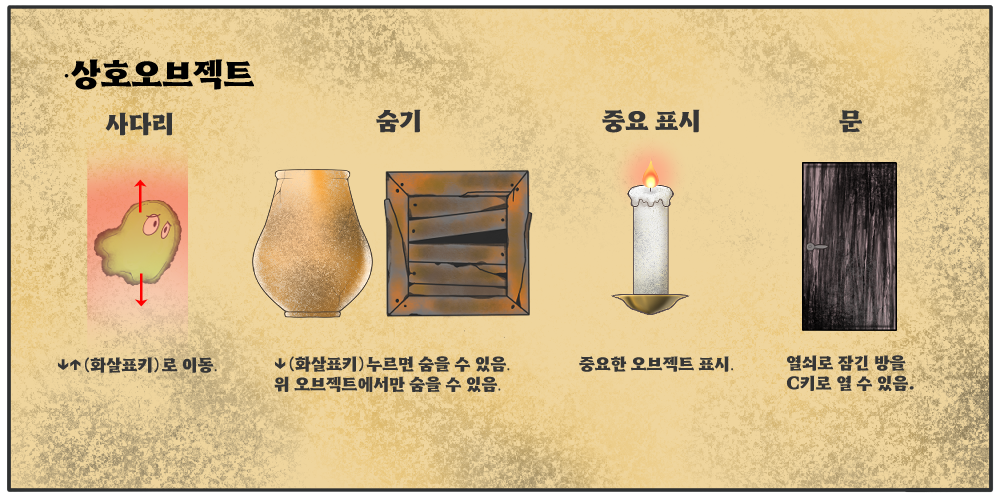 ·상호오브젝트
사다리
숨기
중요 표시
문
↓↑(화살표키)로 이동.
↓(화살표키)누르면 숨을 수 있음.
위 오브젝트에서만 숨을 수 있음.
중요한 오브젝트 표시.
열쇠로 잠긴 방을
C키로 열 수 있음.